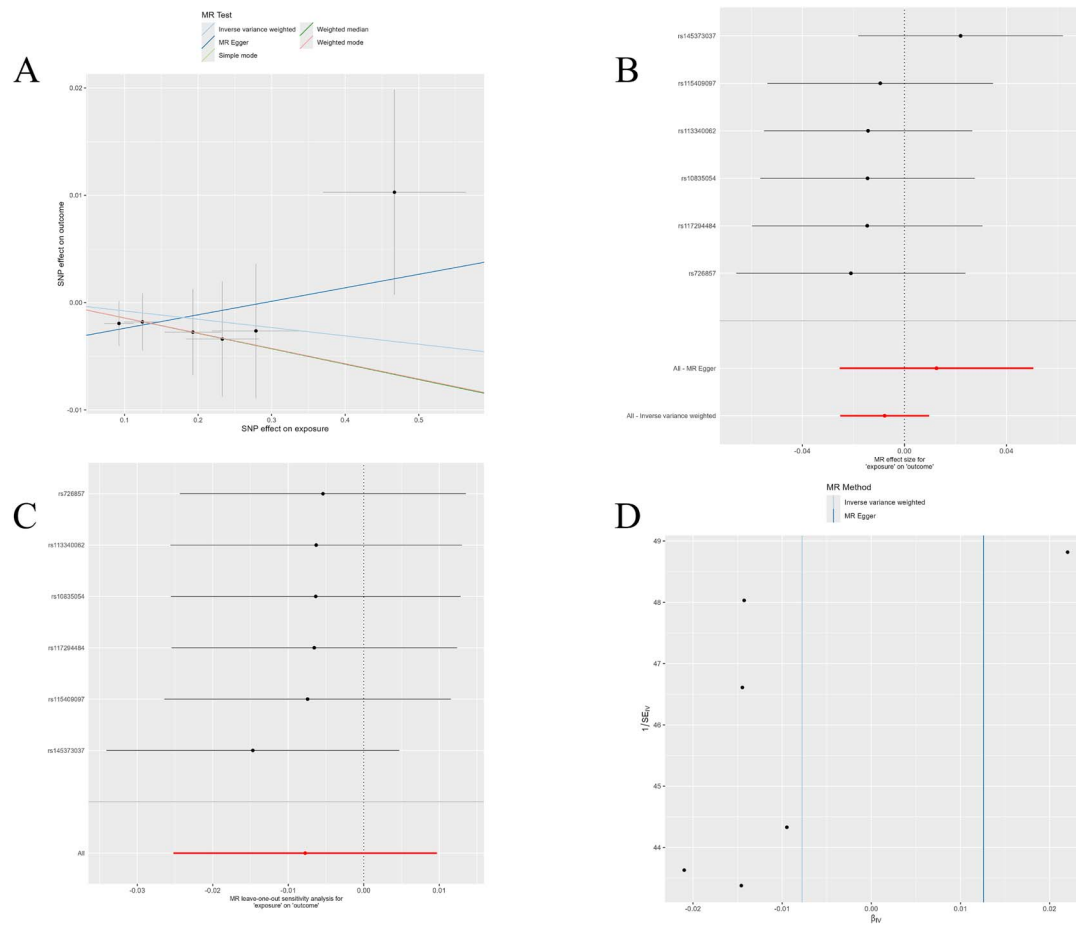 A
MR Test
Inverse variance weighted
MR Egger
Simple mode
Weighted median
Weighted mode
SNP effect on outcome
0.02
0.01
0.00
-0.01
0.1
0.2
0.3
0.4
0.5
SNP effect on exposure
B
rs145373037
rs115409097
rs113340062
rs10835054
rs117294484
rs726857
All - MR Egger
All - Inverse variance weighted
-0.04
0.00
0.04
MR effect size for
'exposure' on 'outcome'
C
rs726857
rs113340062
rs10835054
rs117294484
rs115409097
rs145373037
All
-0.03
-0.02
-0.01
0.00
0.01
MR leave-one-out sensitivity analysis for
'exposure' on 'outcome'
D
MR Method
Inverse variance weighted
MR Egger
1/SEIV
49
48
47
46
45
44
-0.02
-0.01
0.00
0.01
0.02
βIV